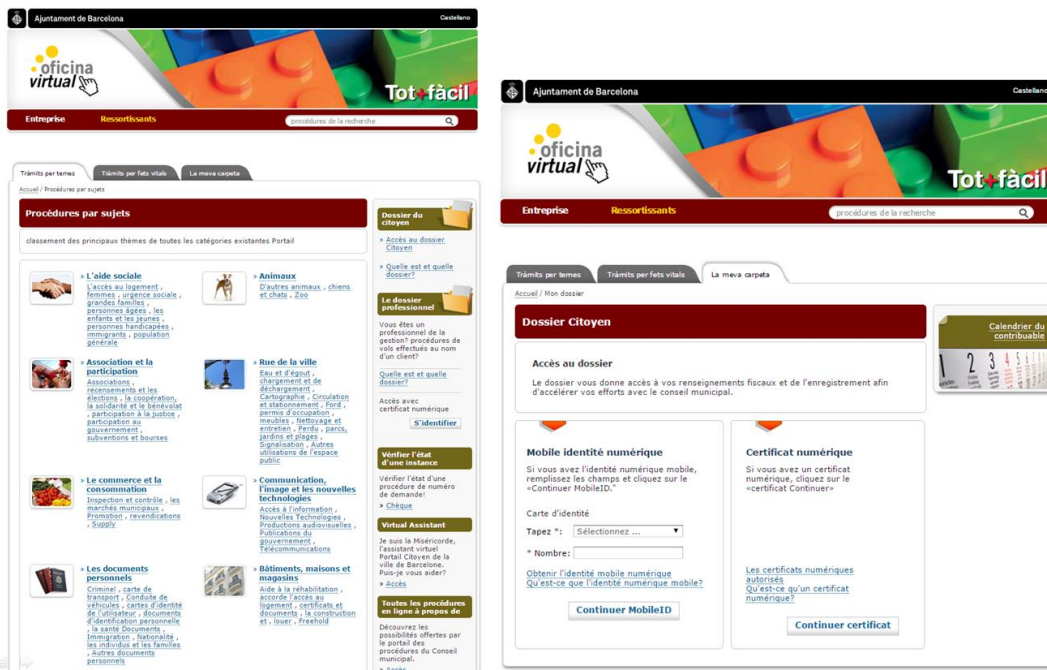 Ajuntament de Barcelona
Castellano
oficina
virtual
Tot+fàcil
Entreprise
Ressortissants
procédures de la recherche
Tràmits per temes
Tràmits per fets vitals
La meva carpeta
Accueil / Procédures par sujets
Procédures par sujets
classement des principaux thèmes de toutes les catégories existantes Portail
» L'aide sociale
L'accès au logement ,
femmes , urgence sociale ,
grandes familles ,
personnes âgées , les
enfants et les jeunes ,
personnes handicapées ,
immigrants , population
générale
» Animaux
D'autres animaux , chiens
et chats , Zoo
» Association et la
participation
Associations ,
recensements et les
élections , la coopération,
la solidarité et le bénévolat
, participation à la justice ,
participation au
gouvernement ,
subventions et bourses
» Rue de la ville
Eau et d'égout ,
chargement et de
déchargement ,
Cartographie , Circulation
et stationnement , Ford ,
permis d'occupation ,
meubles , Nettoyage et
entretien , Perdu , parcs,
jardins et plages ,
Signalisation , Autres
utilisations de l'espace
public
» Le commerce et la
consommation
Inspection et contrôle , les
marchés municipaux ,
Promotion , revendications
, Supply
» Communication,
l'image et les nouvelles
technologies
Accès à l'information ,
Nouvelles Technologies ,
Productions audiovisuelles ,
Publications du
gouvernement ,
Télécommunications
» Les documents
personnels
Criminel , carte de
transport , Conduite de
véhicules , cartes d'identité
de l'utilisateur , documents
d'identification personnelle
, la santé Documents ,
Immigration , Nationalité ,
les individus et les familles
, Autres documents
personnels
» Bâtiments, maisons et
magasins
Aide à la réhabilitation ,
accorde l'accès au
logement , certificats et
documents , la construction
et , louer , Freehold
Dossier du
citoyen
» Accès au dossier
Citoyen
» Quelle est et quelle
dossier?
Le dossier
professionnel
Vous êtes un
professionnel de la
gestion? procédures de
vols effectués au nom
d'un client?
Quelle est et quelle
dossier?
Accès avec
certificat numérique
S'identifier
Vérifier l'état
d'une instance
Vérifier l'état d'une
procédure de numéro
de demande!
» Chèque
Virtual Assistant
Je suis la Miséricorde,
l'assistant virtuel
Portail Citoyen de la
ville de Barcelone.
Puis-je vous aider?
» Accès
Toutes les procédures
en ligne à propos de
Découvrez les
possibilités offertes par
le portail des
procédures du Conseil
municipal.
» Accès
Ajuntament de Barcelona
Castellano
oficina
virtual
Tot+fàcil
Entreprise
Ressortissants
procédures de la recherche
Tràmits per temes
Tràmits per fets vitals
La meva carpeta
Accueil / Mon dossier
Dossier Citoyen
Accès au dossier
Le dossier vous donne accès à vos renseignements fiscaux et de l'enregistrement afin
d'accélérer vos efforts avec le conseil municipal.
Calendrier du
contribuable
1 2 3 4 5
Mobile identité numérique
Si vous avez l'identité numérique mobile,
remplissez les champs et cliquez sur le
«Continuer MobileID."
Carte d'identité
Tapez *: Sélectionnez ...
* Nombre:
Obtenir l'identité mobile numérique
Qu'est-ce que l'identité numérique mobile?
Continuer MobileID
Certificat numérique
Si vous avez un certificat
numérique, cliquez sur le
«certificat Continuer»
Les certificats numériques
autorisés
Qu'est-ce qu'un certificat
numérique?
Continuer certificat